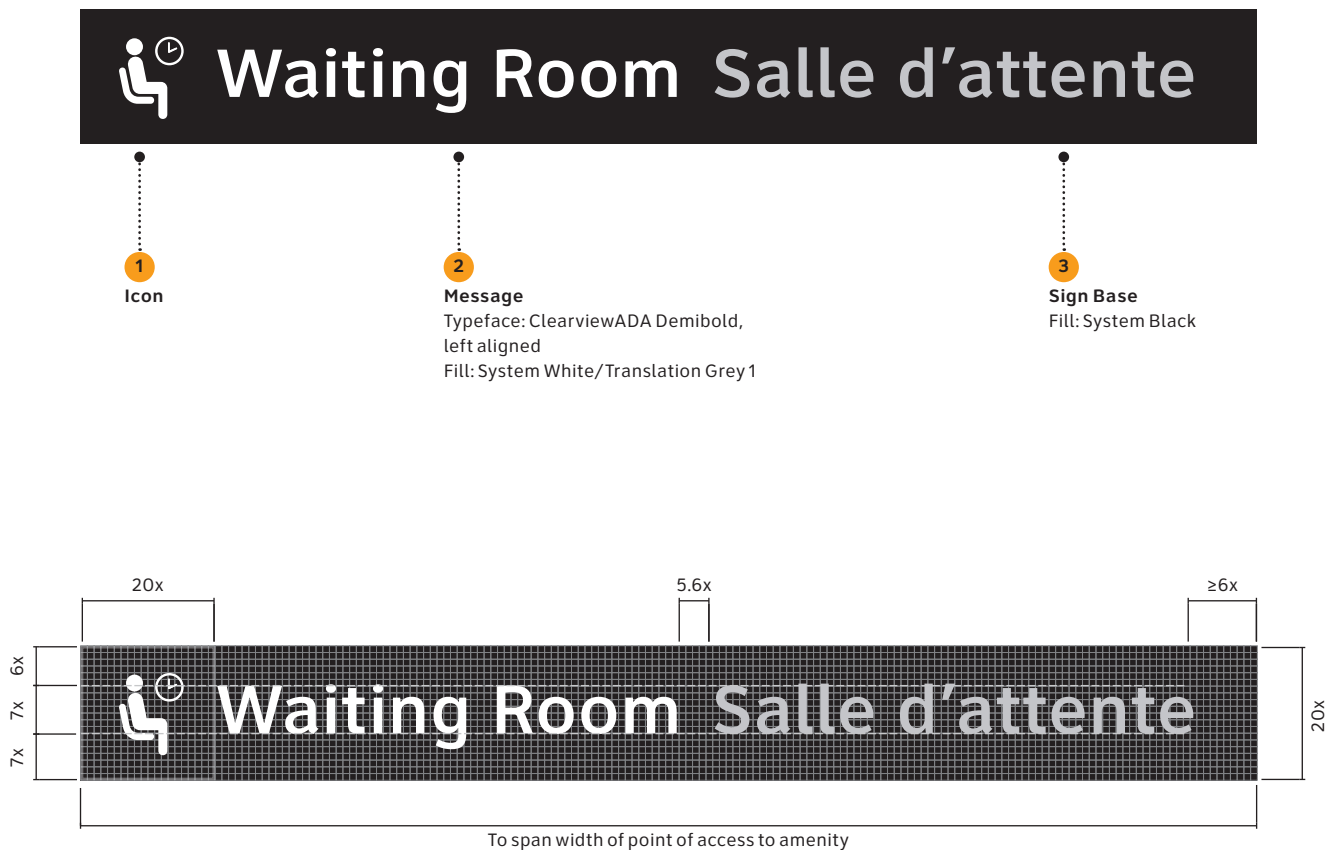 Waiting Room Salle d’attente
1
Icon
2
Message
Typeface: ClearviewADA Demibold,
left aligned
Fill: System White/Translation Grey 1
3
Sign Base
Fill: System Black
20x
5.6x
≥6x
6x
7x
7x
Waiting Room Salle d’attente
20x
To span width of point of access to amenity